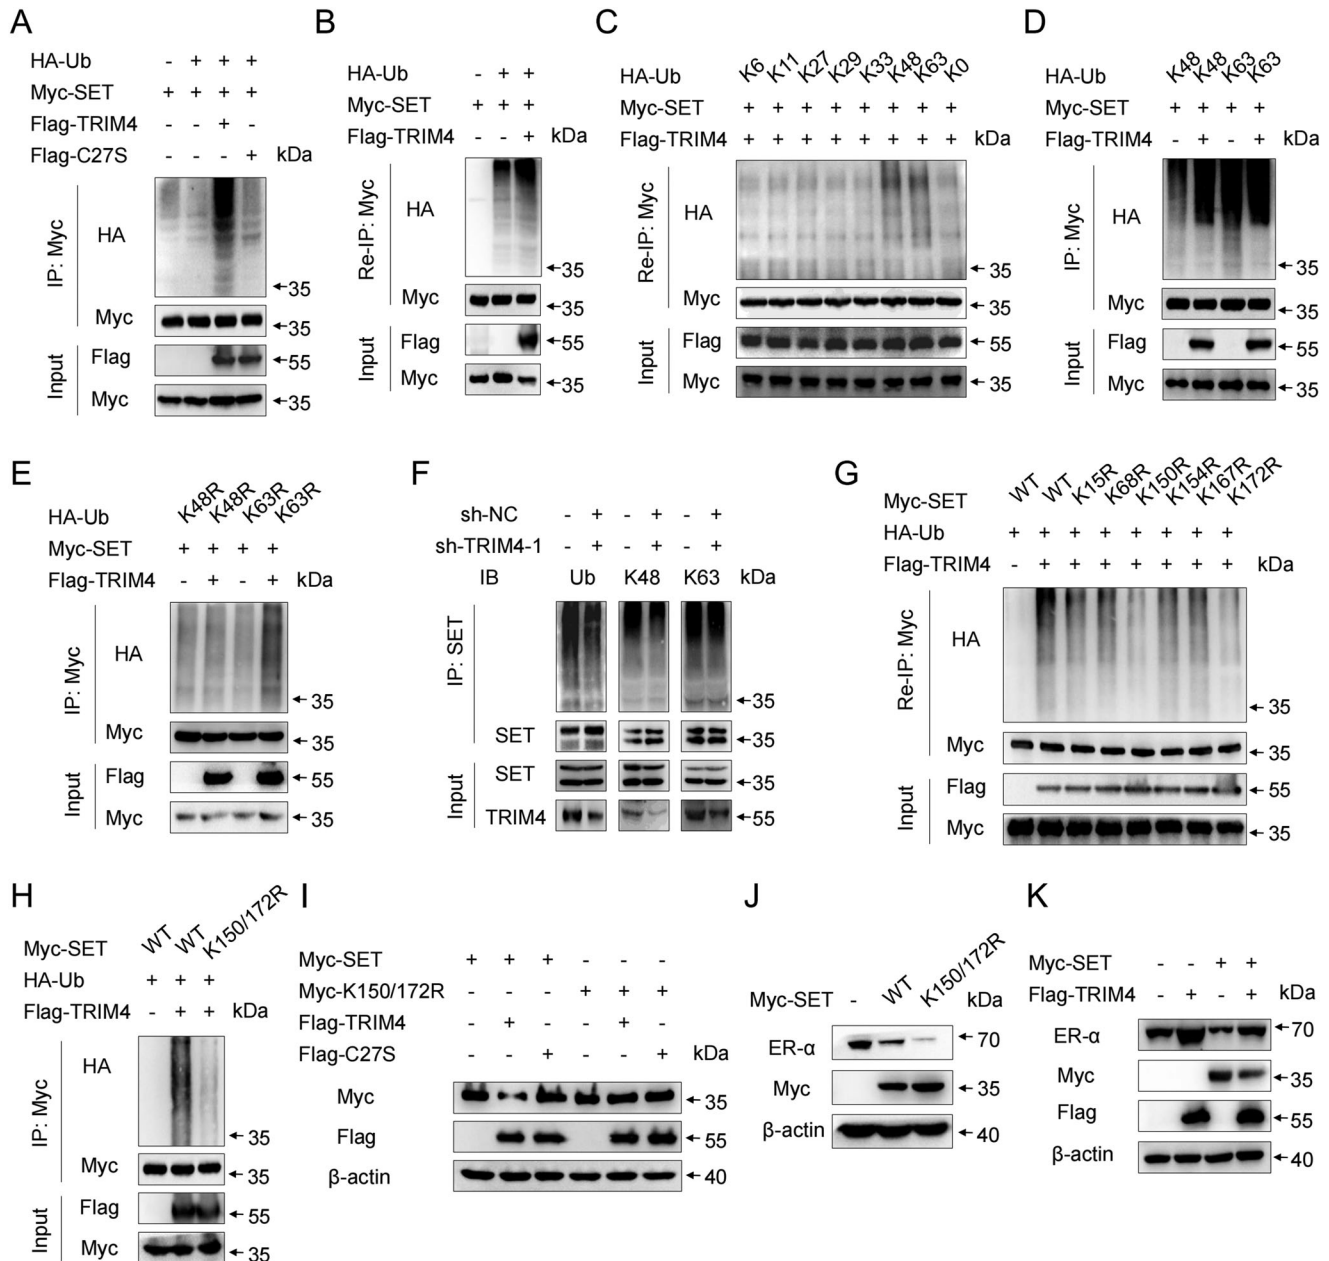 A
HA-Ub - + + +
Myc-SET + + + +
Flag-TRIM4 - - + -
Flag-C27S - - - + kDa
IP: Myc
HA
←35
Myc
←35
Input
Flag
←55
Myc
←35
B
HA-Ub - + +
Myc-SET + + +
Flag-TRIM4 - - + kDa
Re-IP: Myc
HA
←35
Myc
←35
Input
Flag
←55
Myc
←35
C
HA-Ub K6 K11 K27 K29 K33 K48 K63 K0
Myc-SET + + + + + + + +
Flag-TRIM4 + + + + + + + + kDa
Re-IP: Myc
HA
←35
Myc
←35
Input
Flag
←55
Myc
←35
D
HA-Ub K48 K48 K63 K63
Myc-SET + + + +
Flag-TRIM4 - + - + kDa
IP: Myc
HA
←35
Myc
←35
Input
Flag
←55
Myc
←35
E
HA-Ub K48R K48R K63R K63R
Myc-SET + + + +
Flag-TRIM4 - + - + kDa
IP: Myc
HA
←35
Myc
←35
Input
Flag
←55
Myc
←35
F
sh-NC - + - + - +
sh-TRIM4-1 - + - + - +
IB Ub K48 K63 kDa
IP: SET
←35
SET
←35
Input
SET
←35
TRIM4
←55
G
Myc-SET WT WT K15R K68R K150R K154R K167R K172R
HA-Ub + + + + + + + +
Flag-TRIM4 - + + + + + + + kDa
Re-IP: Myc
HA
←35
Myc
←35
Input
Flag
←55
Myc
←35
H
Myc-SET WT WT K150/172R
HA-Ub + + +
Flag-TRIM4 - + + kDa
IP: Myc
HA
←35
Myc
←35
Input
Flag
←55
Myc
←35
I
Myc-SET + + + - - -
Myc-K150/172R - - - + + +
Flag-TRIM4 - + - - + -
Flag-C27S - - + - - + kDa
Myc ←35
Flag ←55
β-actin ←40
J
Myc-SET - WT K150/172R kDa
ER-α ←70
Myc ←35
β-actin ←40
K
Myc-SET - - + +
Flag-TRIM4 - + - + kDa
ER-α ←70
Myc ←35
Flag ←55
β-actin ←40